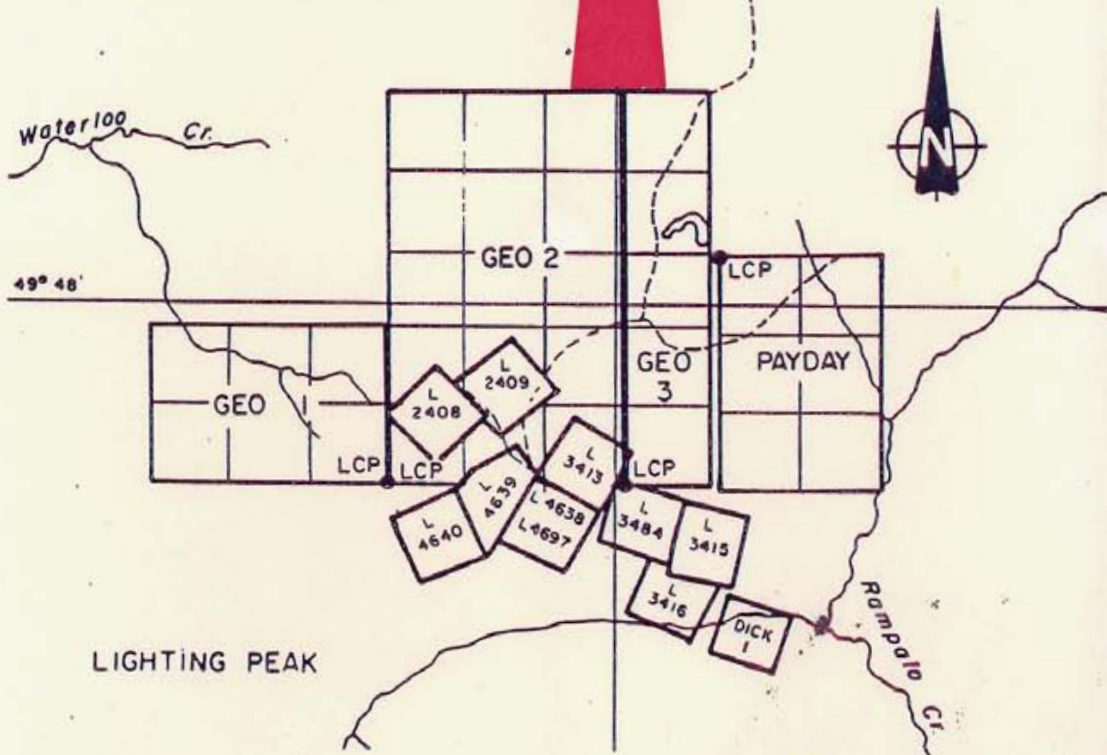 Waterloo Cr.
N
49° 48'
GEO 2
LCP
GEO 1
L
2408
L
2409
GEO
3
PAYDAY
LCP
LCP
L
4639
L
3413
LCP
L
4640
L 4638
L 4697
L
3484
L
3415
L
3416
DICK
1
Rampalo Cr.
LIGHTING PEAK